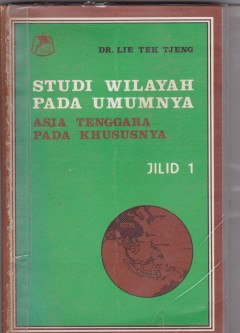 DR. LIE TEK TJENG
STUDI WILAYAH
PADA UMUMNYA
ASIA TENGGARA
PADA KHUSUSNYA
JILID 1